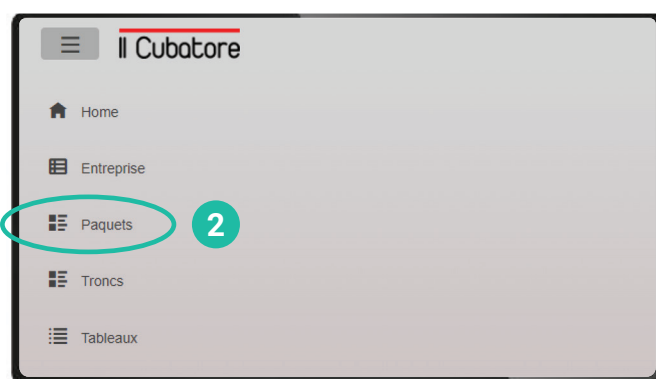 Il Cubatore
Home
Entreprise
Paquets
2
Troncs
Tableaux